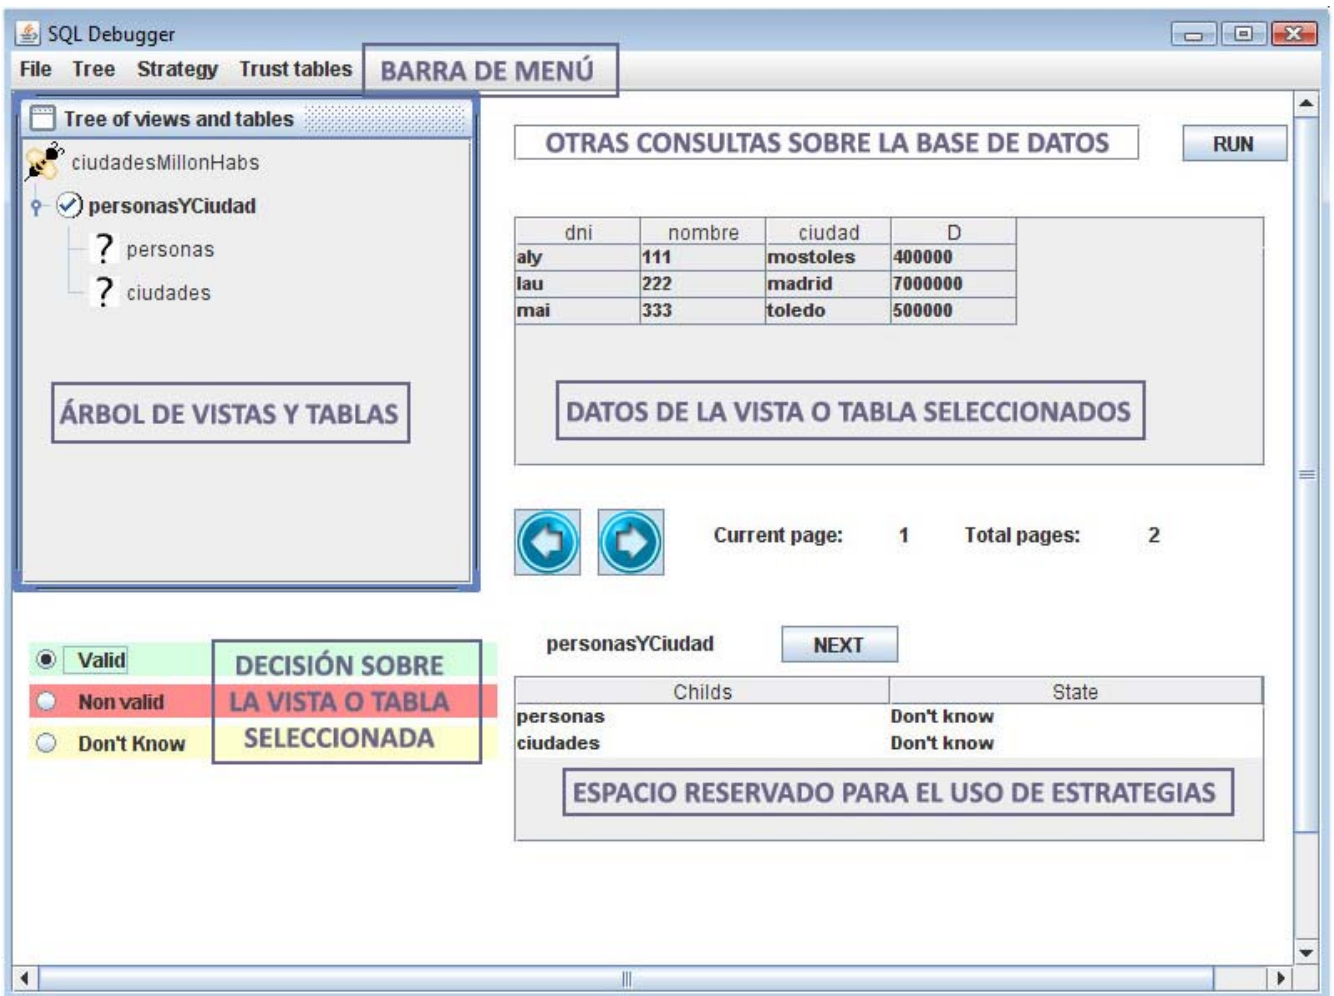 SQL Debugger
File Tree Strategy Trust tables BARRA DE MENÚ
Tree of views and tables
ciudadesMillonHabs
personasYCiudad
? personas
? ciudades
ÁRBOL DE VISTAS Y TABLAS
OTRAS CONSULTAS SOBRE LA BASE DE DATOS RUN
dni nombre ciudad D
aly 111 mostoles 400000
lau 222 madrid 7000000
mai 333 toledo 500000
DATOS DE LA VISTA O TABLA SELECCIONADOS
Current page: 1 Total pages: 2
Valid
Non valid
Don't Know
DECISIÓN SOBRE
LA VISTA O TABLA
SELECCIONADA
personasYCiudad NEXT
Childs State
personas Don't know
ciudades Don't know
ESPACIO RESERVADO PARA EL USO DE ESTRATEGIAS